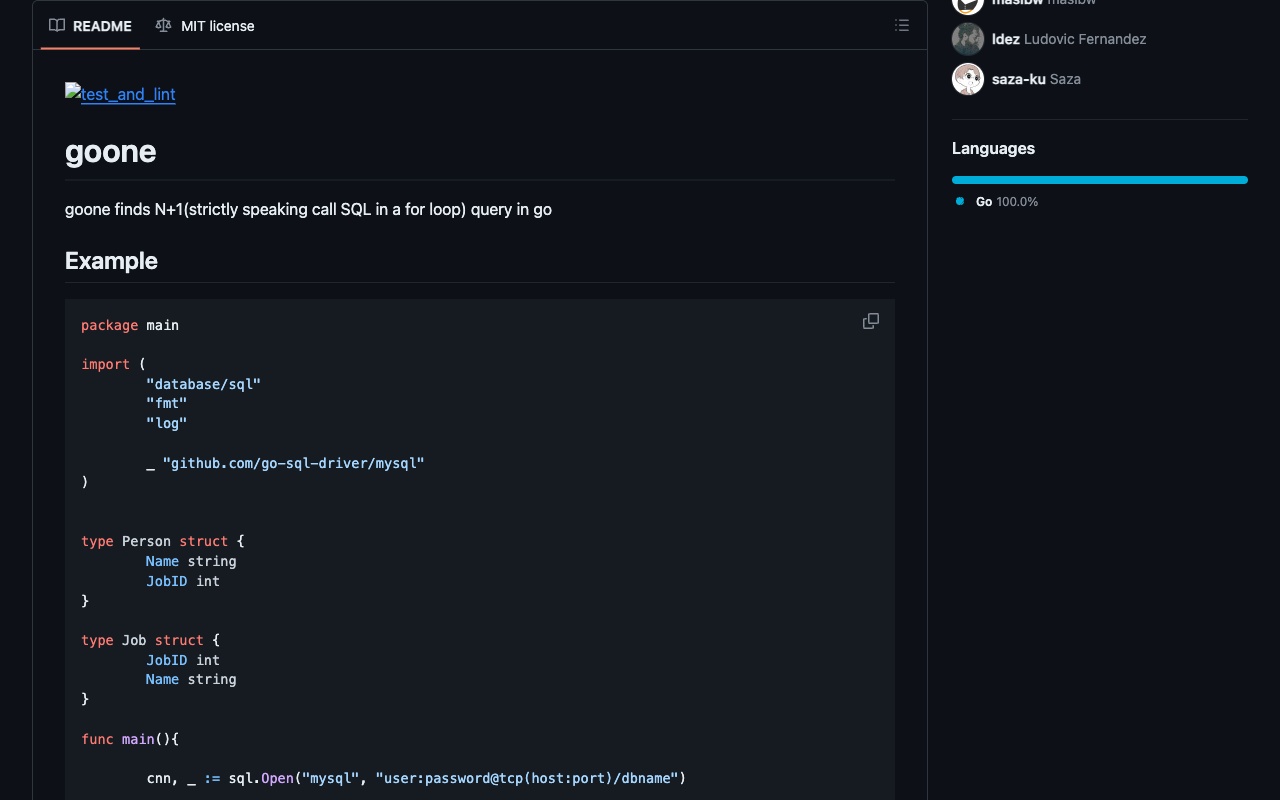 README
MIT license
masibw masibw
ldez Ludovic Fernandez
saza-ku Saza
Languages
Go 100.0%
test_and_lint
goone
goone finds N+1(strictly speaking call SQL in a for loop) query in go
Example
package main
import (
"database/sql"
"fmt"
"log"
_ "github.com/go-sql-driver/mysql"
)
type Person struct {
Name string
JobID int
}
type Job struct {
JobID int
Name string
}
func main(){
cnn, _ := sql.Open("mysql", "user:password@tcp(host:port)/dbname")